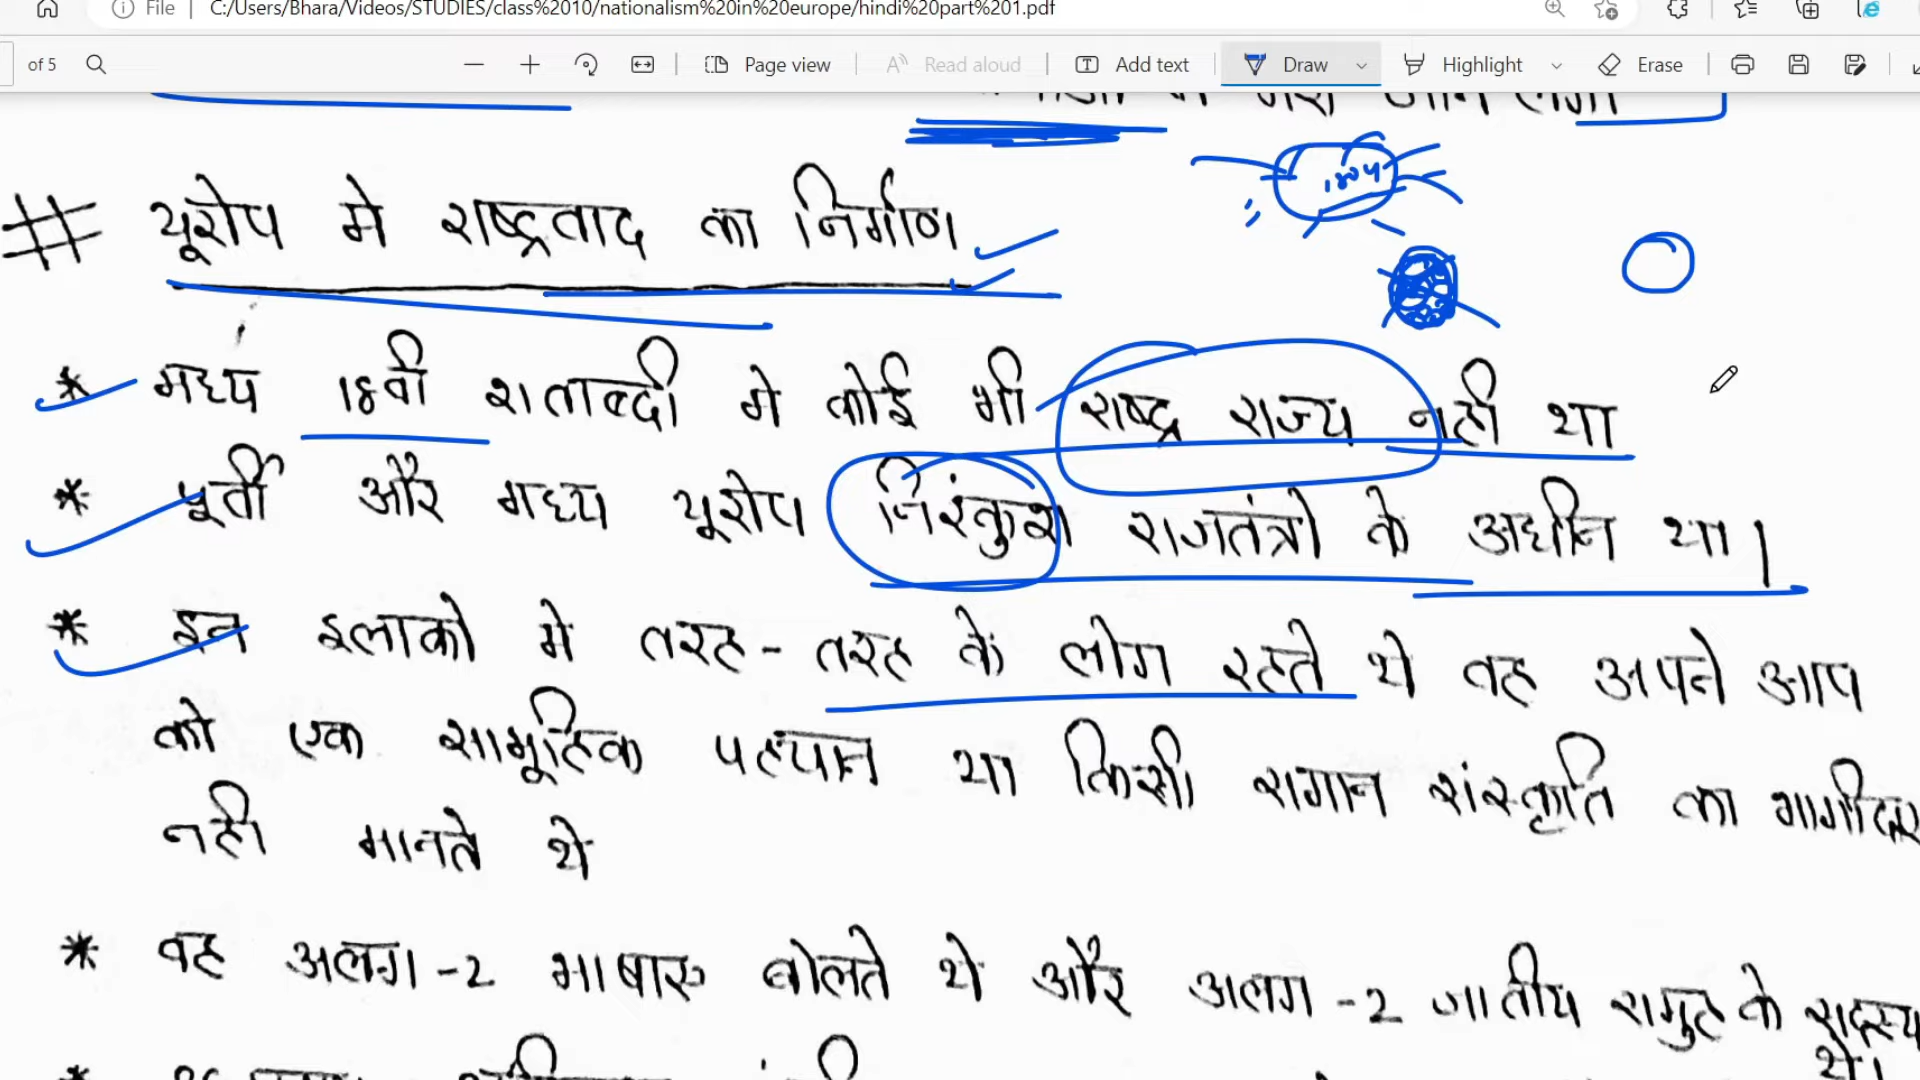 File C:/Users/Bhara/Videos/STUDIES/class%2010/nationalism%20in%20europe/hindi%20part%201.pdf
of 5 Page view Read aloud Add text Draw Highlight Erase
लगा
1804
# यूरोप मे राष्ट्रवाद का निर्माण
* मध्य 18वी शताब्दी मे कोई भी राष्ट्र राज्य नही था
* पूर्वी और मध्य यूरोप निरंकुश राजतंत्रो के अधीन था।
* इन इलाको मे तरह-तरह के लोग रहते थे वह अपने आप
को एक सामूहिक पहचान या किसी समान संस्कृति का भागीदार
नही मानते थे
* वह अलग-2 भाषाए बोलते थे और अलग-2 जातीय समुह के सदस्य
थे।